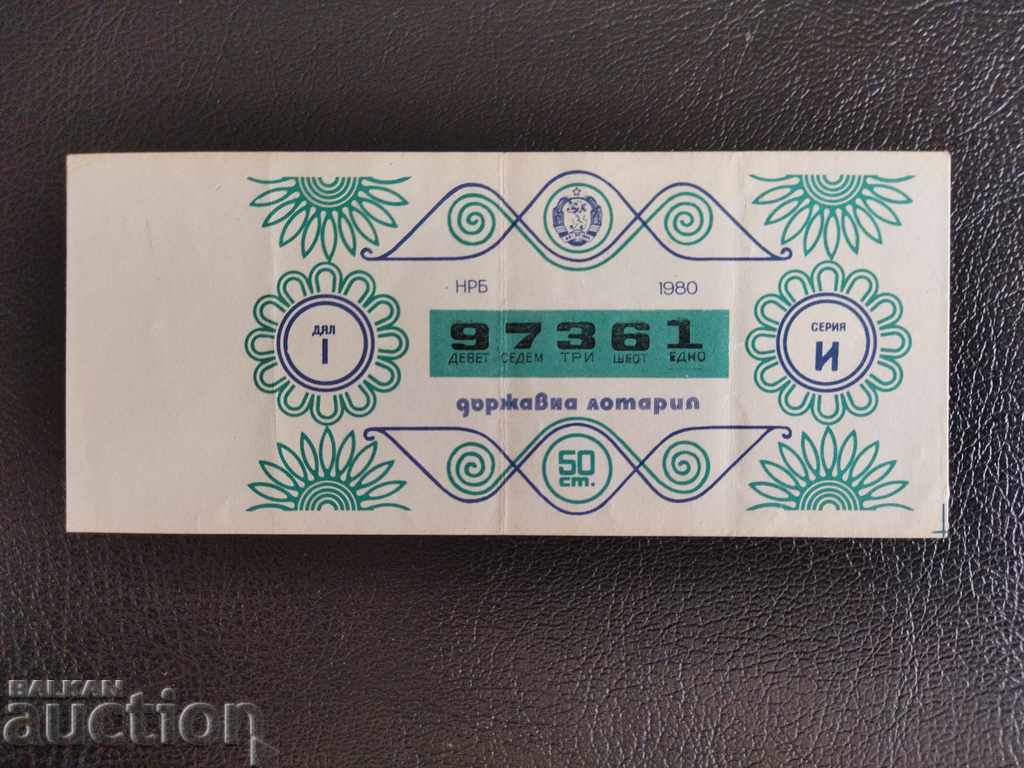 НРБ 1980
ДЯЛ
I
97361
ДЕВЕТ СЕДЕМ ТРИ ШЕСТ ЕДНО
СЕРИЯ
И
държавна лотария
50
ст.
BALKAN
auction